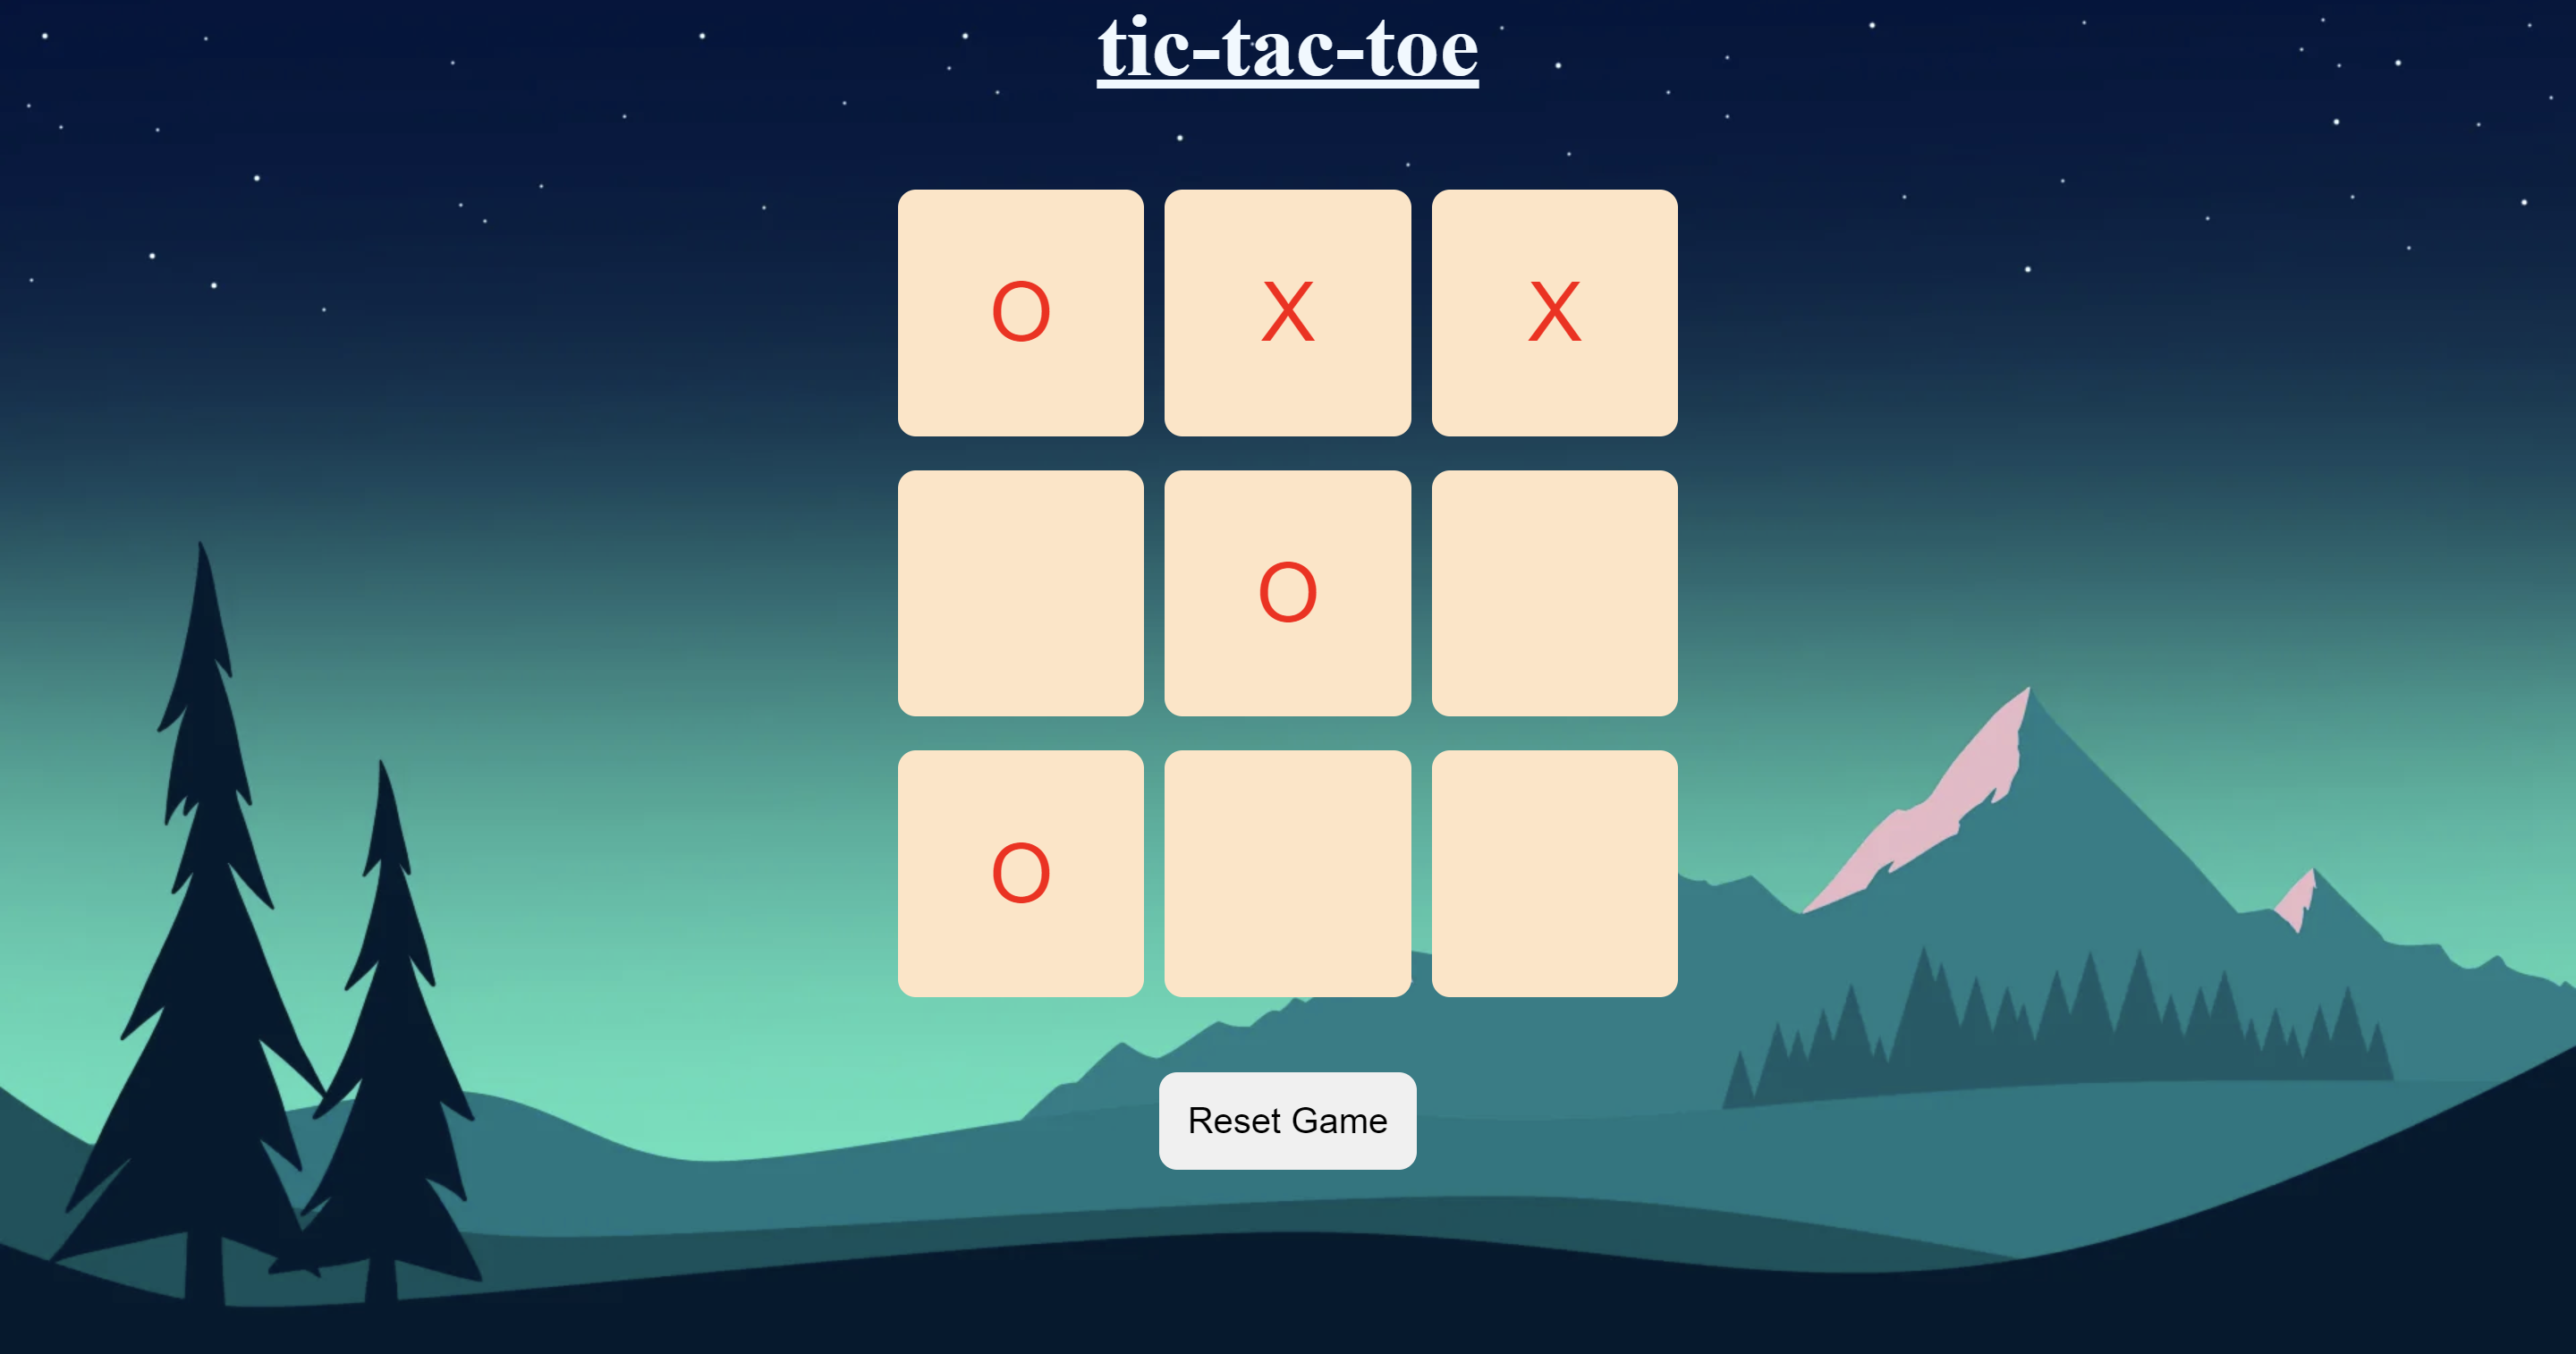 tic-tac-toe
O X X
O
O
Reset Game